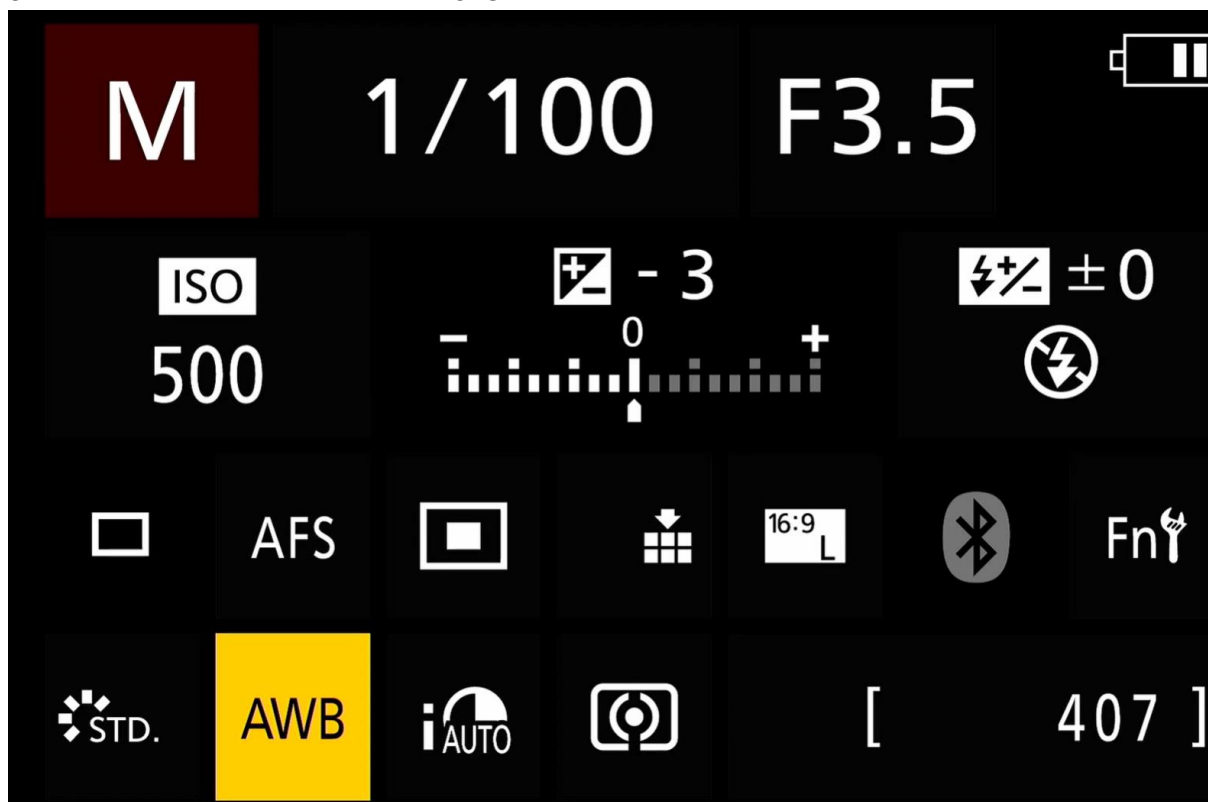 M 1/100 F3.5
ISO - 3 ±0
- 0 +
500
AFS 16:9 L Fn
STD. AWB i AUTO [ 407 ]